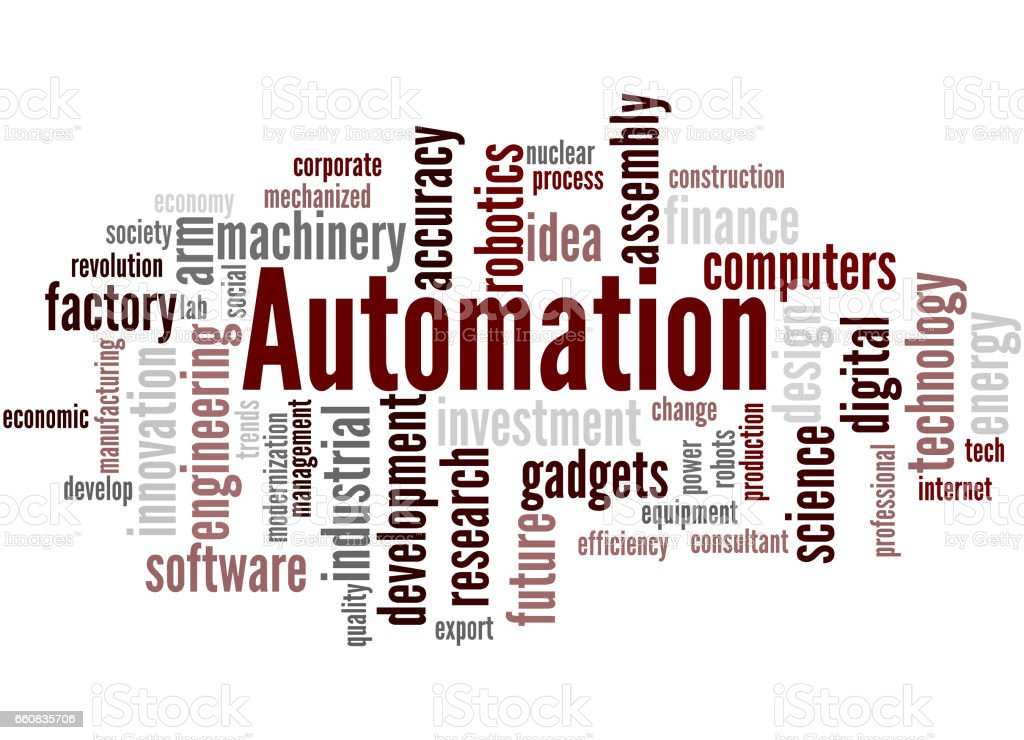 corporate
mechanized
economy
society
revolution
factory
arm
lab
social
machinery
accuracy
robotics
nuclear
process
idea
assembly
construction
finance
computers
Automation
economic
manufacturing
develop
innovation
engineering
trends
modernization
management
industrial
quality
development
investment
research
export
software
gadgets
future
change
power
robots
production
equipment
efficiency
consultant
design
science
digital
professional
technology
energy
tech
internet
iStock
by Getty Images™
660835706